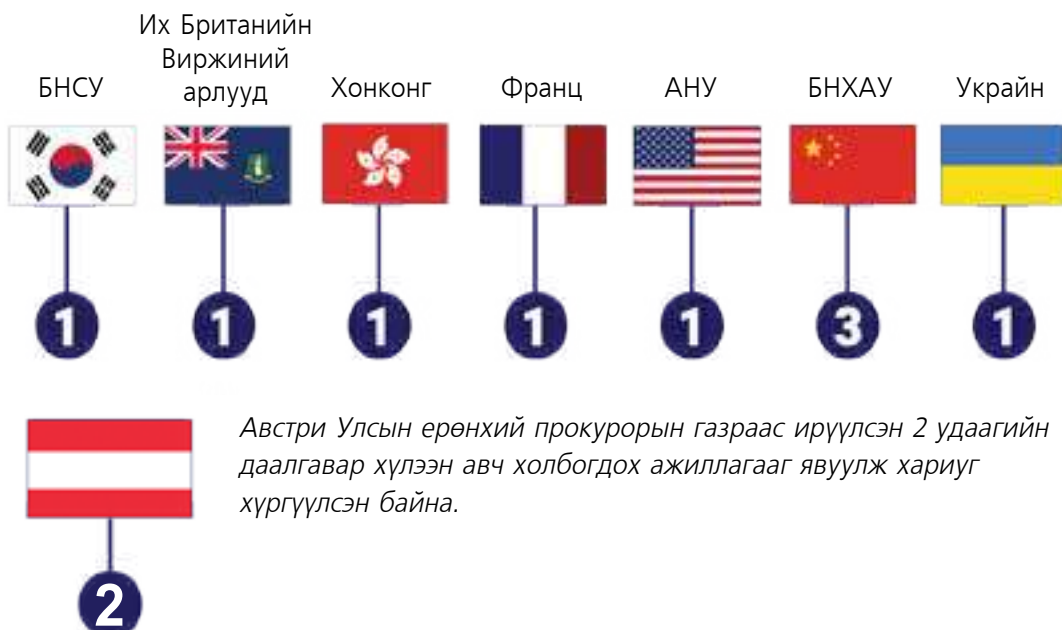 Их Британийн
Виржиний
БНСУ арлууд Хонконг Франц АНУ БНХАУ Украйн
1 1 1 1 1 3 1
Австри Улсын ерөнхий прокурорын газраас ирүүлсэн 2 удаагийн
даалгавар хүлээн авч холбогдох ажиллагааг явуулж хариуг
хүргүүлсэн байна.
2